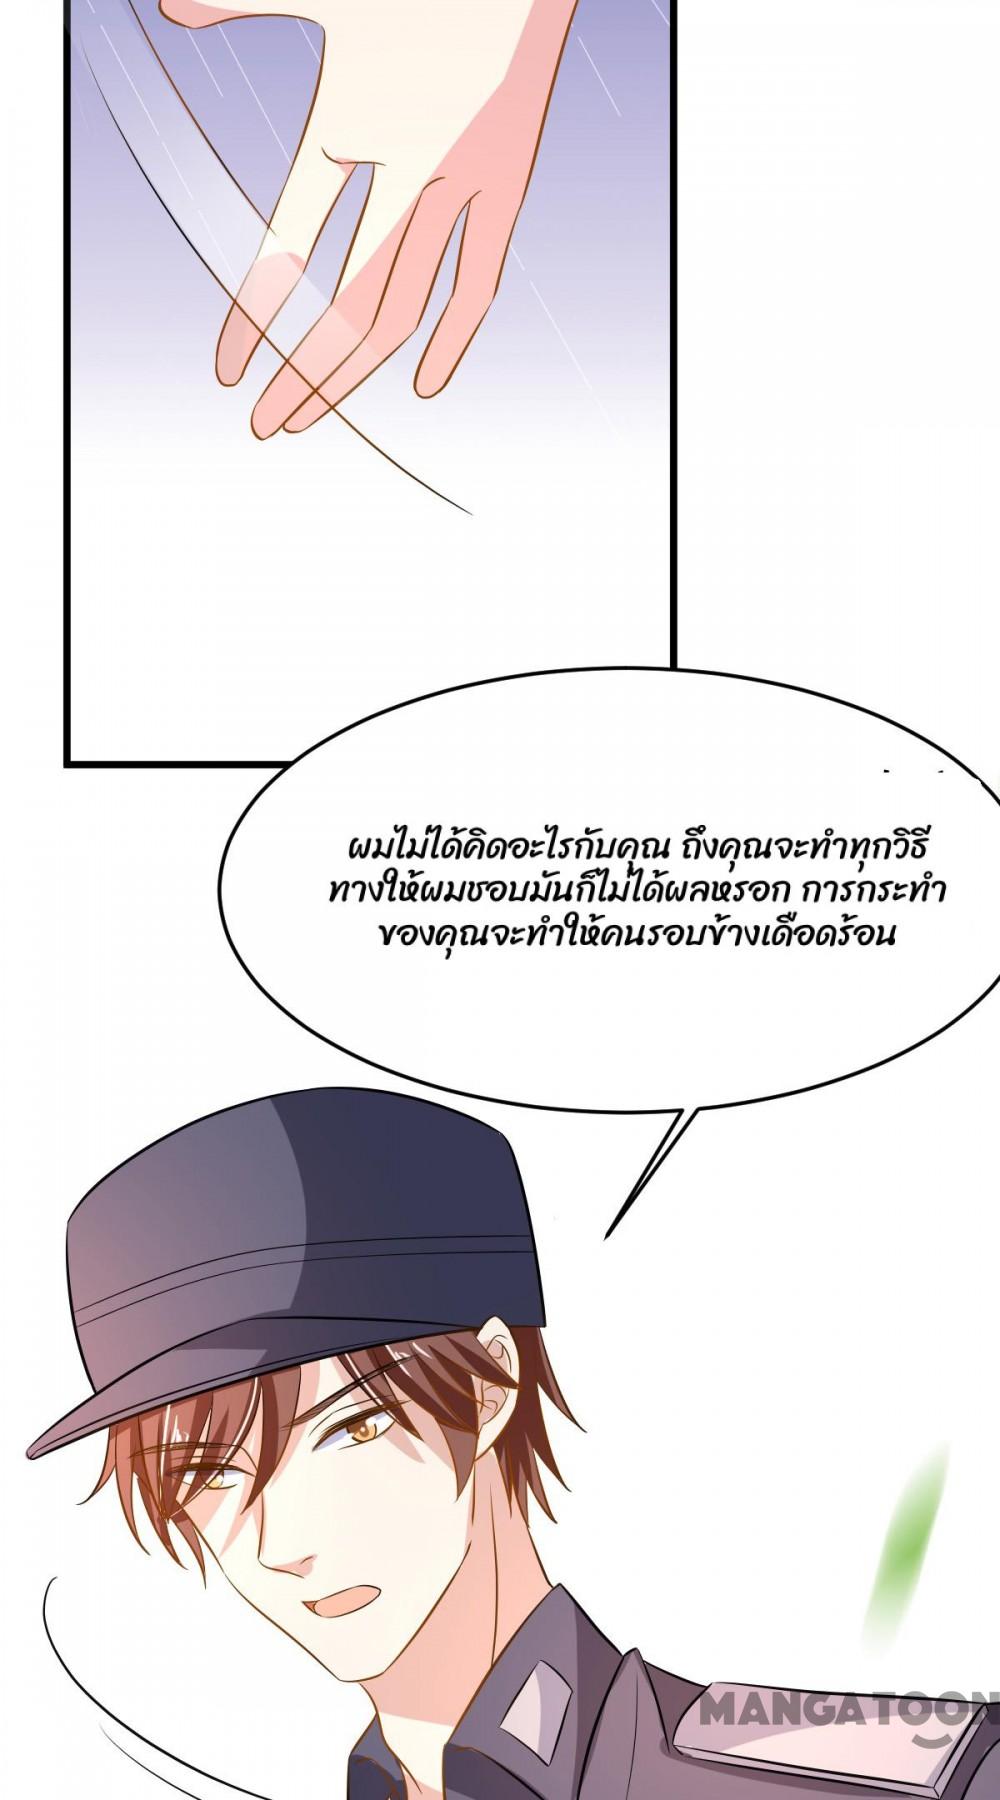 ผมไม่ได้คิดอะไรกับคุณ ถึงคุณจะทำทุกวิธี
ทางให้ผมชอบมันก็ไม่ได้ผลหรอก การกระทำ
ของคุณจะทำให้คนรอบข้างเดือดร้อน
MANGATOON